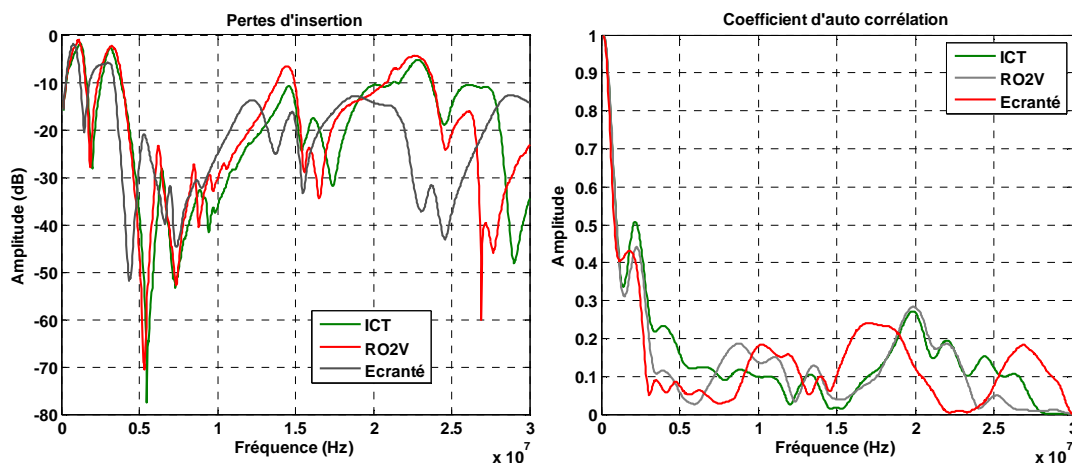 Pertes d'insertion
0
-10
-20
-30
-40
-50
-60
-70
-80
Amplitude (dB)
ICT
RO2V
Ecranté
0 0.5 1 1.5 2 2.5 3
Fréquence (Hz)
x 10^7
Coefficient d'auto corrélation
1
0.9
0.8
0.7
0.6
0.5
0.4
0.3
0.2
0.1
0
Amplitude
ICT
RO2V
Ecranté
0 0.5 1 1.5 2 2.5 3
Fréquence (Hz)
x 10^7